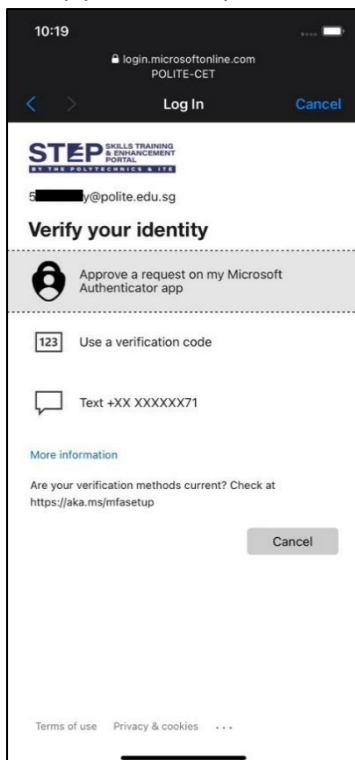 10:19
login.microsoftonline.com
POLITE-CET
Log In
Cancel
STEP SKILLS TRAINING
& ENHANCEMENT
PORTAL
BY THE POLYTECHNICS & ITE
5 y@polite.edu.sg
Verify your identity
Approve a request on my Microsoft
Authenticator app
123
Use a verification code
Text +XX XXXXXX71
More information
Are your verification methods current? Check at
https://aka.ms/mfasetup
Cancel
Terms of use
Privacy & cookies
...